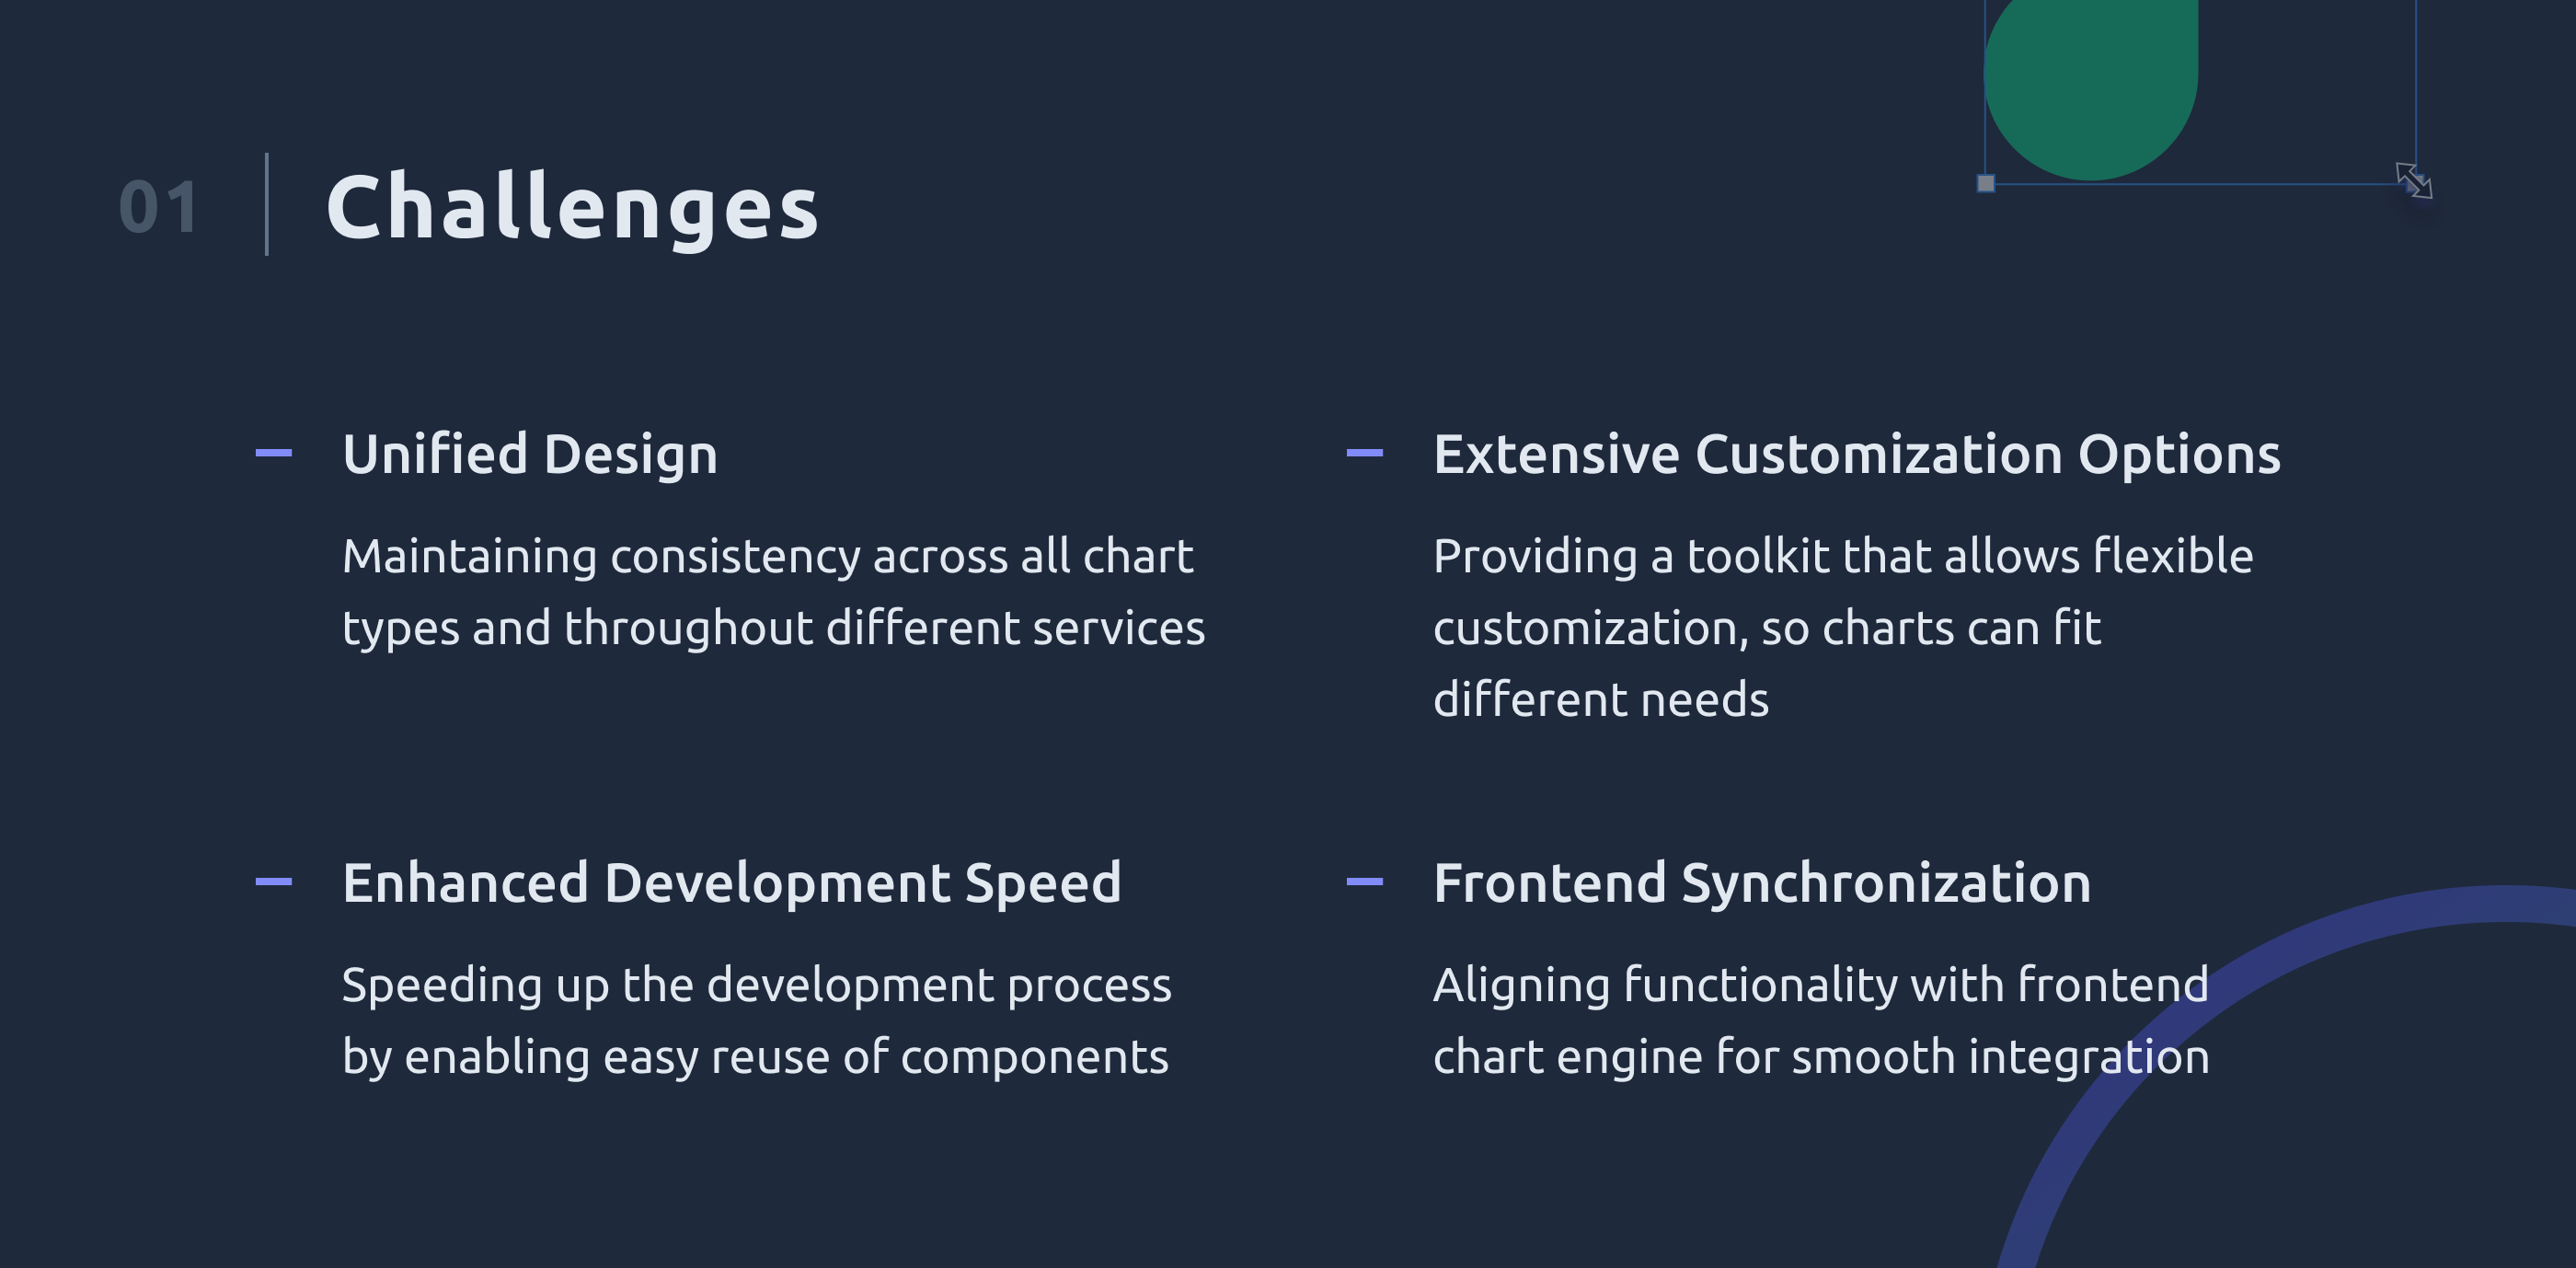 01
Challenges
Unified Design
Maintaining consistency across all chart
types and throughout different services
Extensive Customization Options
Providing a toolkit that allows flexible
customization, so charts can fit
different needs
Enhanced Development Speed
Speeding up the development process
by enabling easy reuse of components
Frontend Synchronization
Aligning functionality with frontend
chart engine for smooth integration